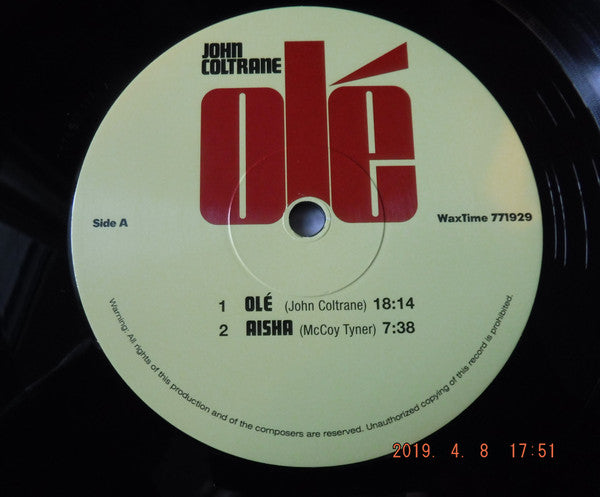 JOHN
COLTRANE
olé
Side A
WaxTime 771929
1 OLÉ (John Coltrane) 18:14
2 AISHA (McCoy Tyner) 7:38
Warning: All rights of this production and of the composers are reserved. Unauthorized copying of this record is prohibited.
2019. 4. 8 17:51